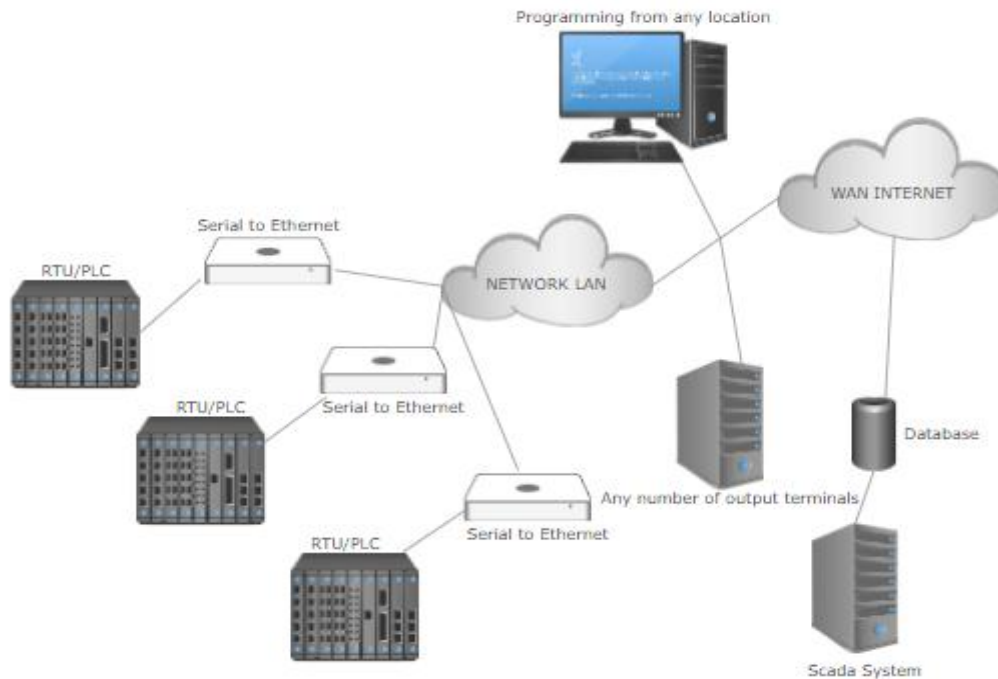 Programming from any location
WAN INTERNET
Serial to Ethernet
RTU/PLC
NETWORK LAN
Serial to Ethernet
RTU/PLC
Database
Any number of output terminals
Serial to Ethernet
RTU/PLC
Scada System